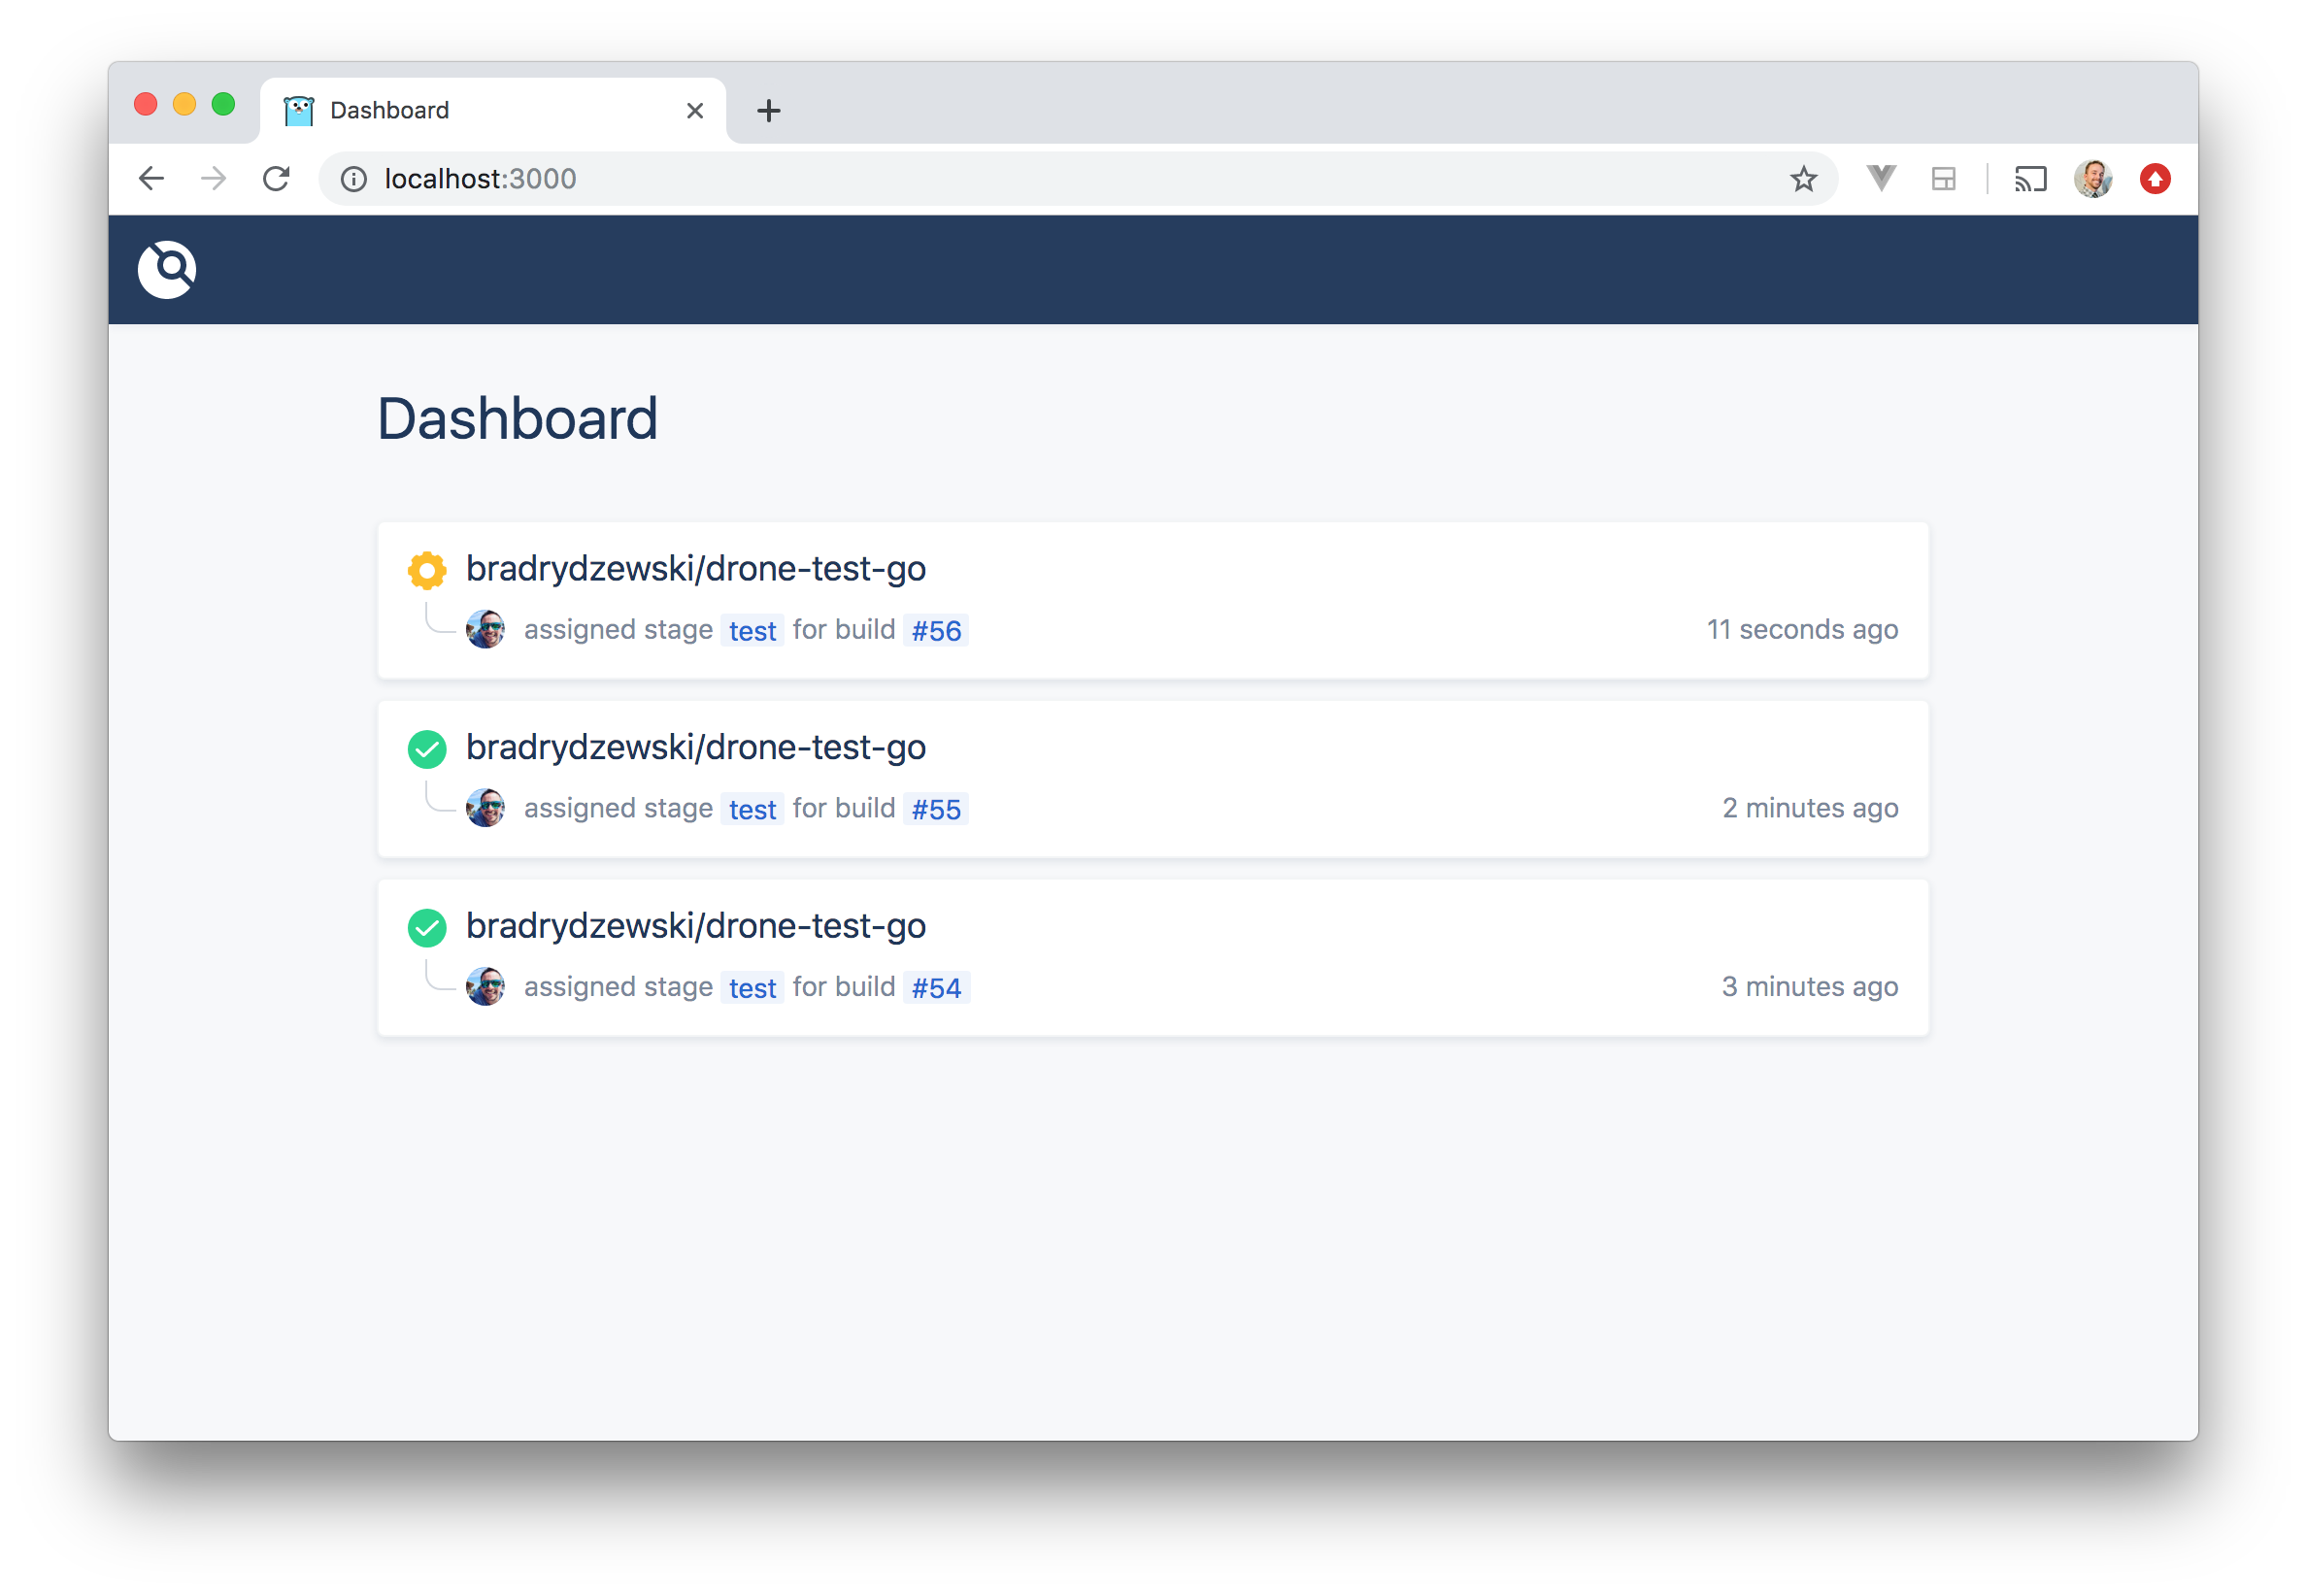 Dashboard
localhost:3000
Dashboard
bradrydzewski/drone-test-go
assigned stage test for build #56 11 seconds ago
bradrydzewski/drone-test-go
assigned stage test for build #55 2 minutes ago
bradrydzewski/drone-test-go
assigned stage test for build #54 3 minutes ago